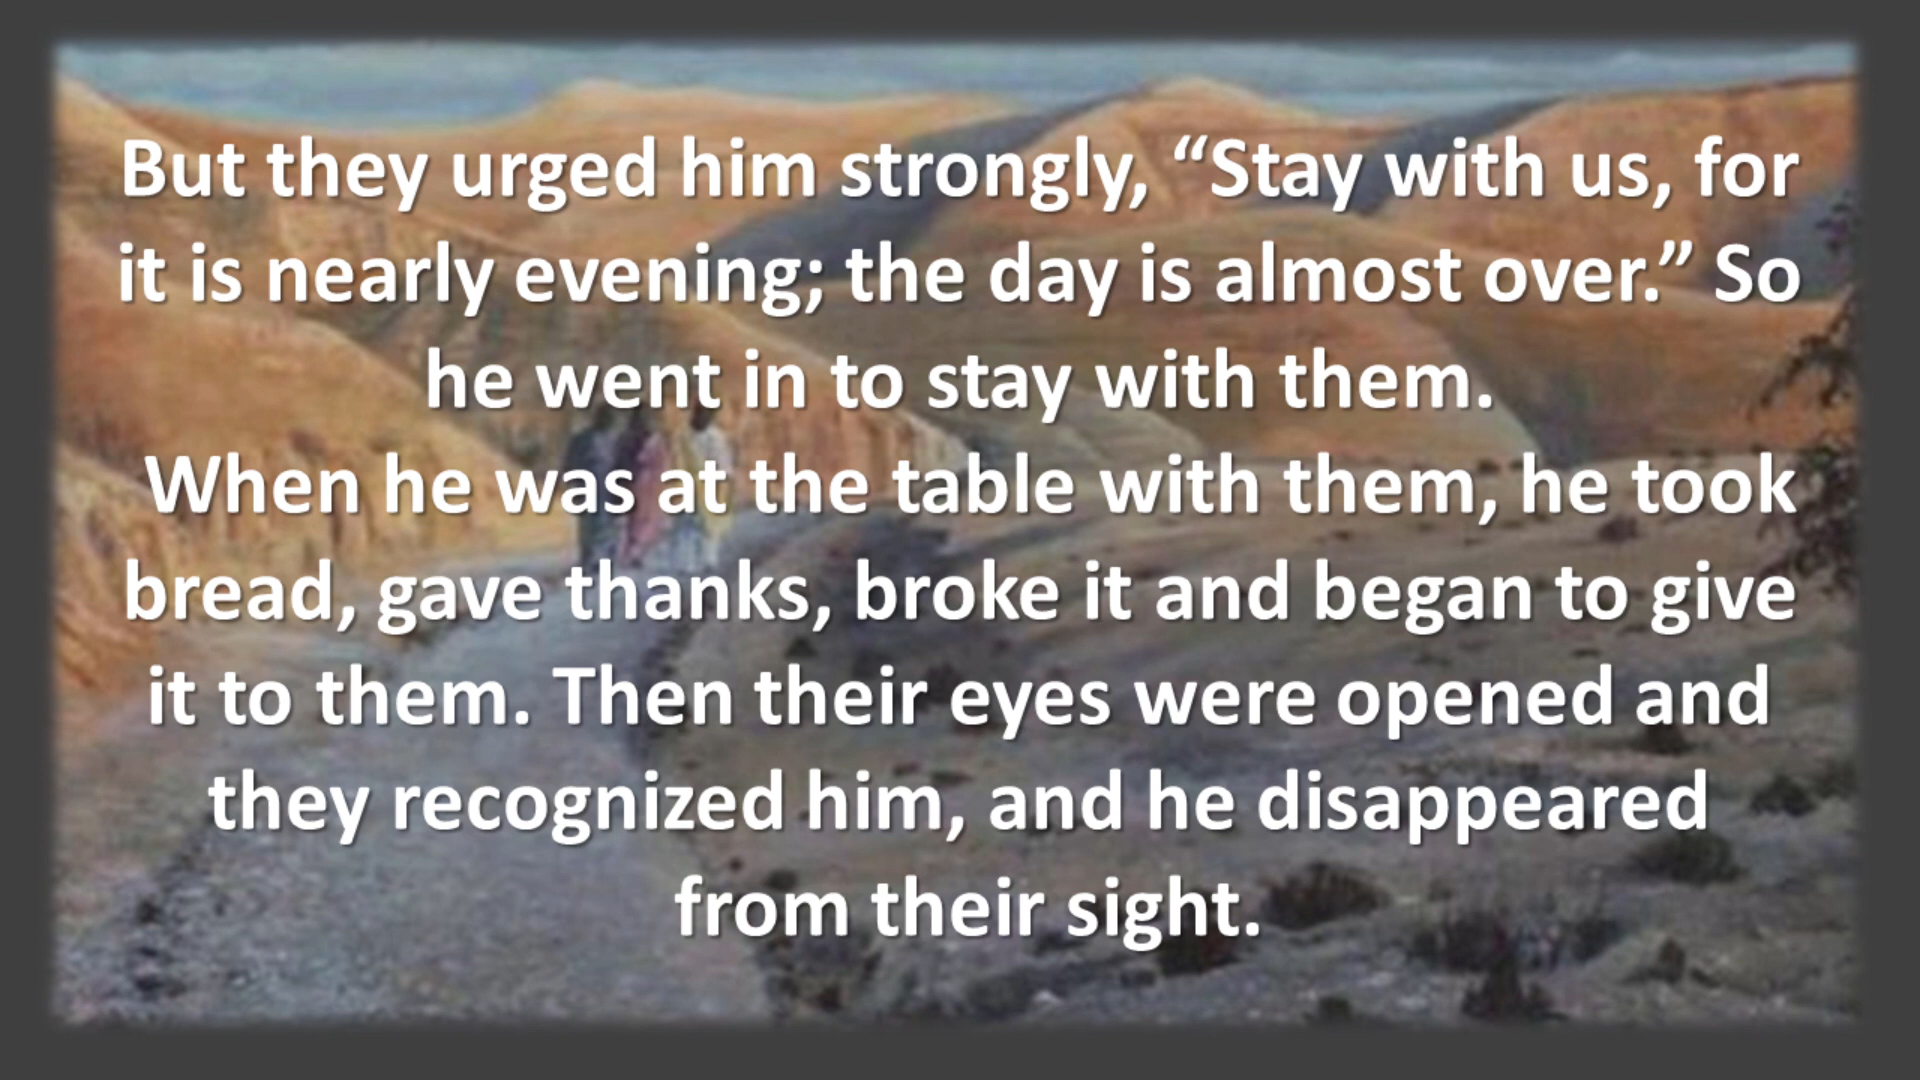 But they urged him strongly, “Stay with us, for
it is nearly evening; the day is almost over.” So
he went in to stay with them.
When he was at the table with them, he took
bread, gave thanks, broke it and began to give
it to them. Then their eyes were opened and
they recognized him, and he disappeared
from their sight.